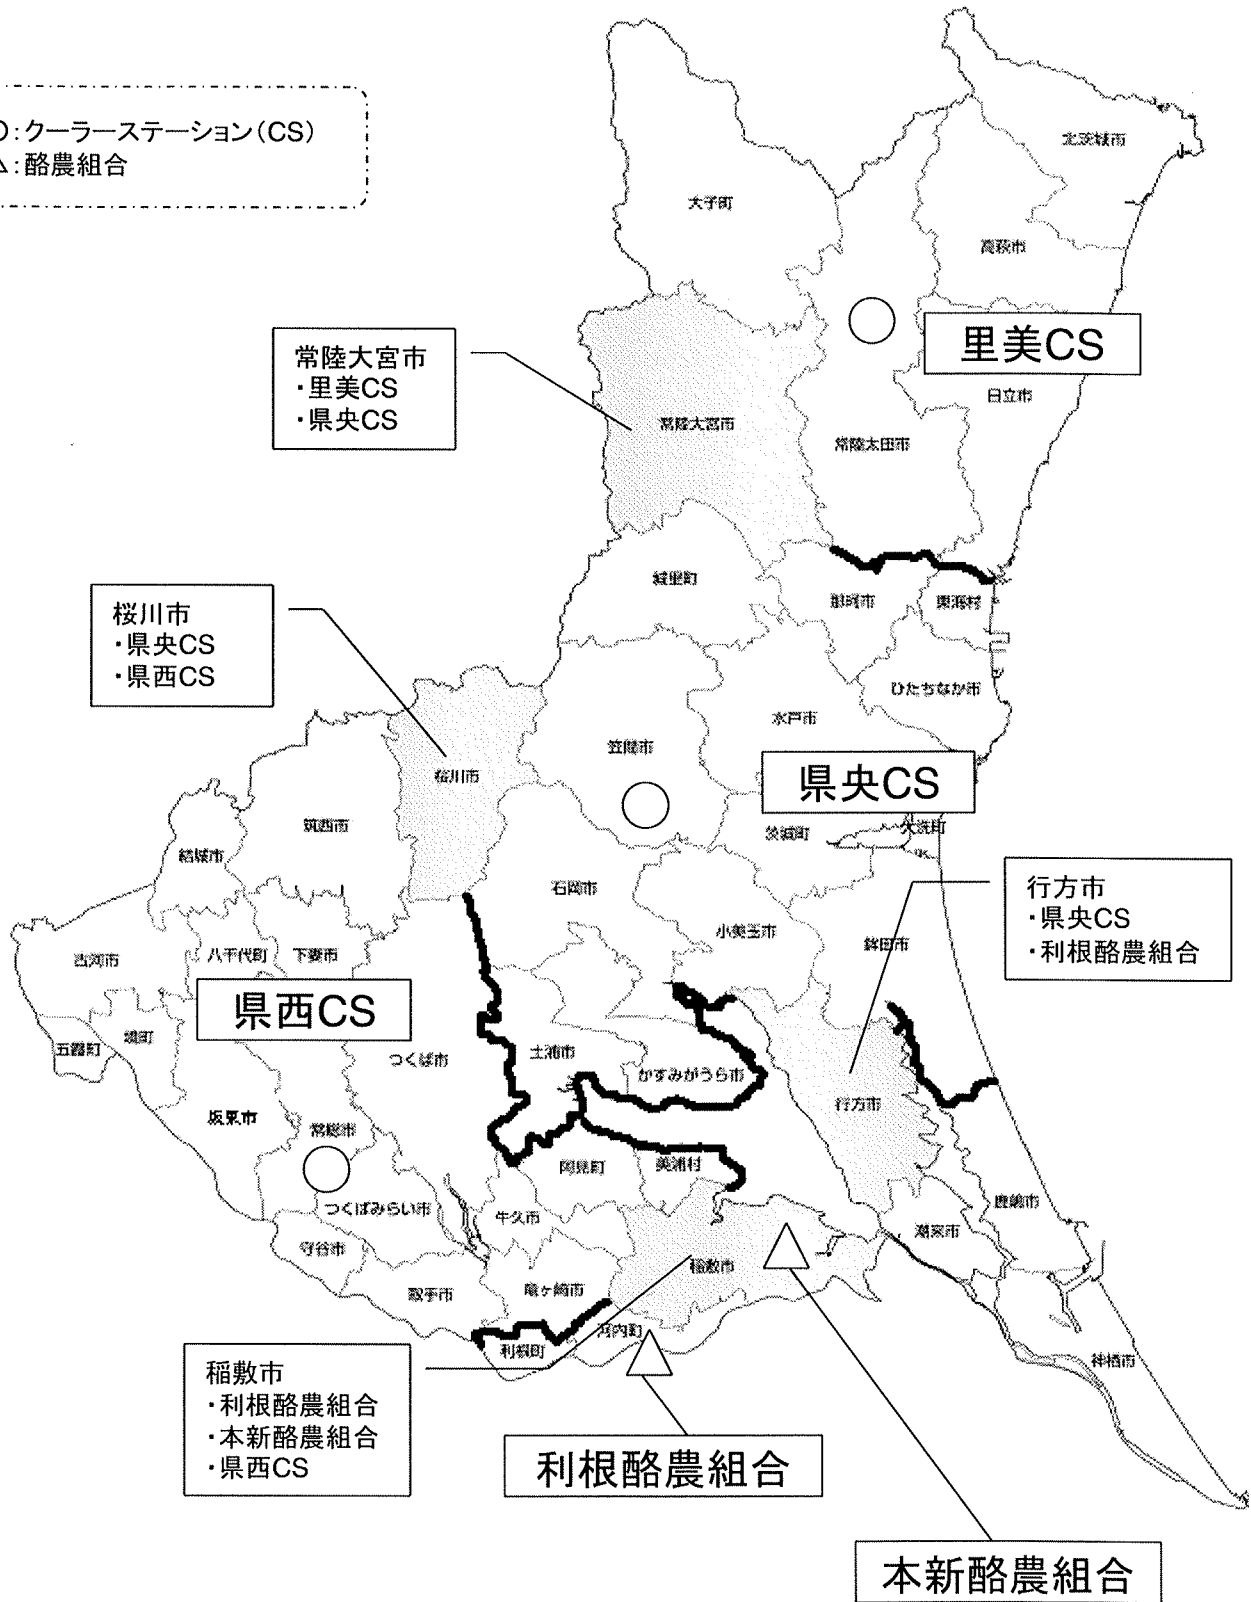 ○:クーラーステーション(CS)
△:酪農組合
北茨城市
大子町
高萩市
里美CS
常陸大宮市
・里美CS
・県央CS
日立市
常陸大宮市
常陸太田市
城里町
那珂市
東海村
桜川市
・県央CS
・県西CS
ひたちなか市
水戸市
笠間市
桜川市
県央CS
筑西市
茨城町
大洗町
結城市
石岡市
行方市
・県央CS
・利根酪農組合
小美玉市
鉾田市
古河市
八千代町
下妻市
県西CS
境町
五霞町
つくば市
土浦市
かすみがうら市
行方市
坂東市
常総市
阿見町
美浦村
つくばみらい市
牛久市
鹿嶋市
潮来市
守谷市
稲敷市
取手市
龍ヶ崎市
河内町
利根町
神栖市
稲敷市
・利根酪農組合
・本新酪農組合
・県西CS
利根酪農組合
本新酪農組合